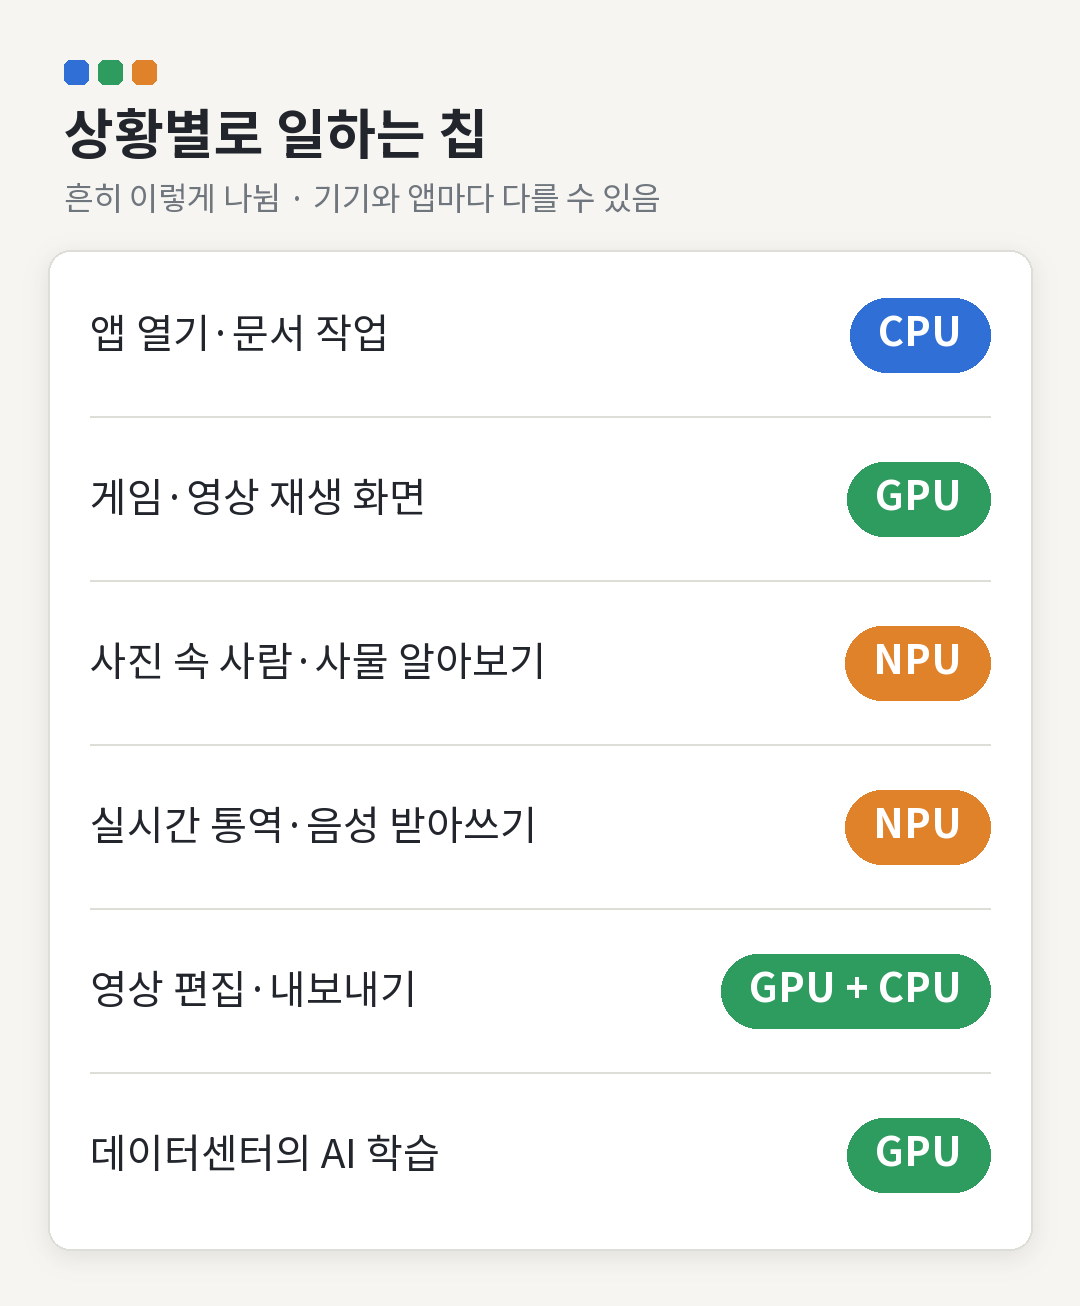 상황별로 일하는 칩
흔히 이렇게 나뉨 · 기기와 앱마다 다를 수 있음
앱 열기·문서 작업
CPU
게임·영상 재생 화면
GPU
사진 속 사람·사물 알아보기
NPU
실시간 통역·음성 받아쓰기
NPU
영상 편집·내보내기
GPU + CPU
데이터센터의 AI 학습
GPU